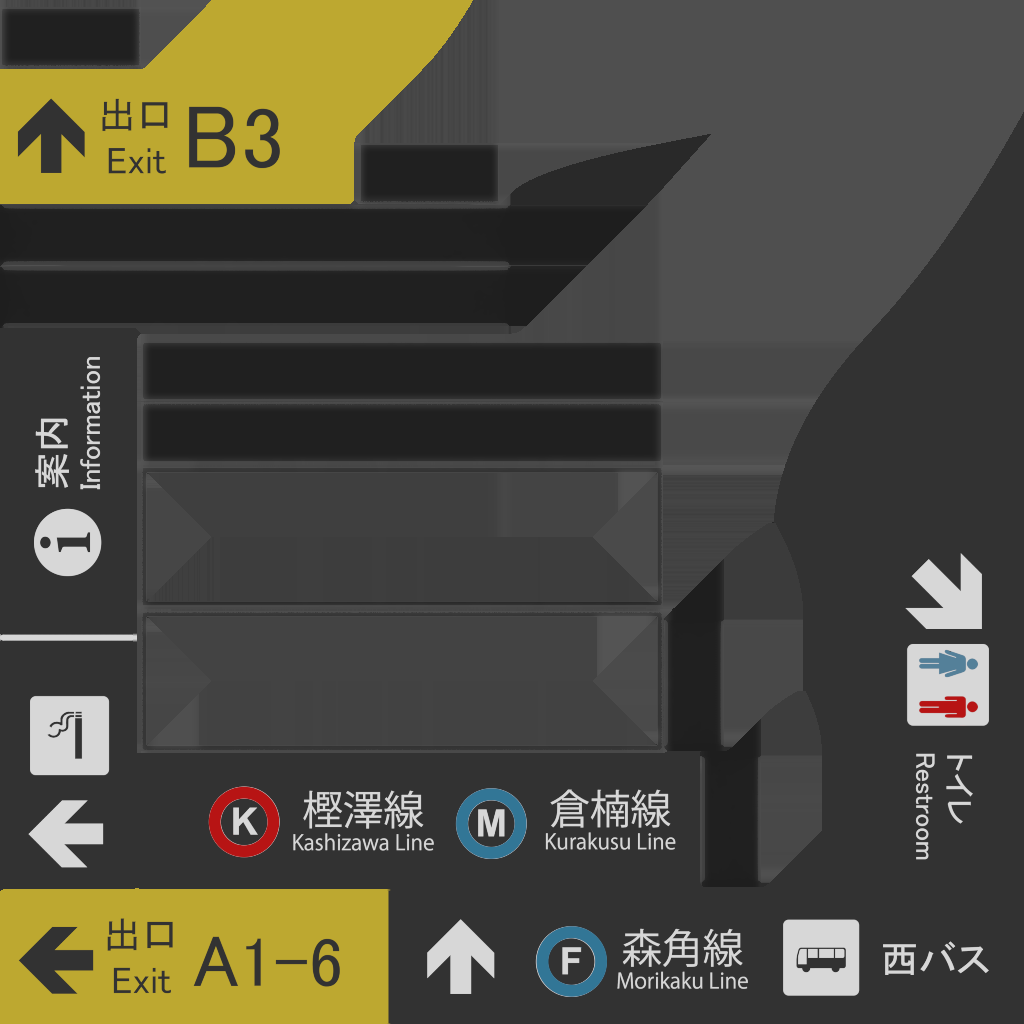 出口
Exit
B3
案内
Information
K
樫澤線
Kashizawa Line
M
倉楠線
Kurakusu Line
トイレ
Restroom
出口
Exit
A1-6
F
森角線
Morikaku Line
西バス